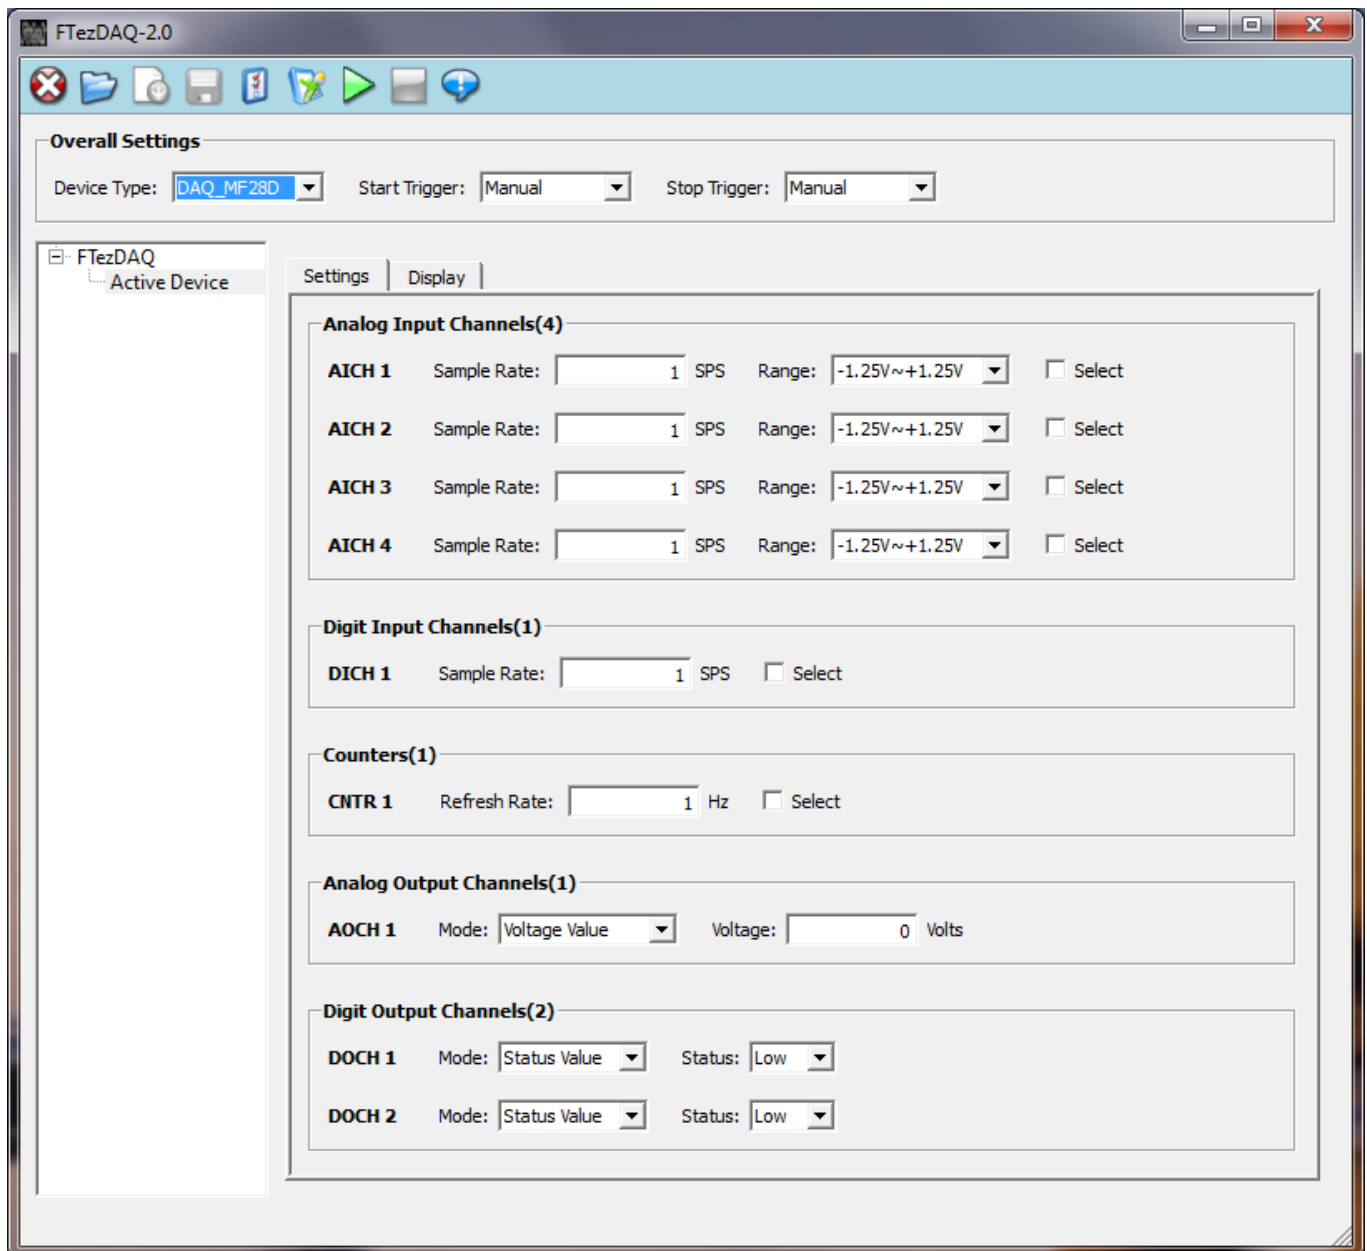 FTezDAQ-2.0
Overall Settings
Device Type: DAQ_MF28D Start Trigger: Manual Stop Trigger: Manual
FTezDAQ
Active Device
Settings Display
Analog Input Channels(4)
AICH 1 Sample Rate: 1 SPS Range: -1.25V~+1.25V Select
AICH 2 Sample Rate: 1 SPS Range: -1.25V~+1.25V Select
AICH 3 Sample Rate: 1 SPS Range: -1.25V~+1.25V Select
AICH 4 Sample Rate: 1 SPS Range: -1.25V~+1.25V Select
Digit Input Channels(1)
DICH 1 Sample Rate: 1 SPS Select
Counters(1)
CNTR 1 Refresh Rate: 1 Hz Select
Analog Output Channels(1)
AOCH 1 Mode: Voltage Value Voltage: 0 Volts
Digit Output Channels(2)
DOCH 1 Mode: Status Value Status: Low
DOCH 2 Mode: Status Value Status: Low